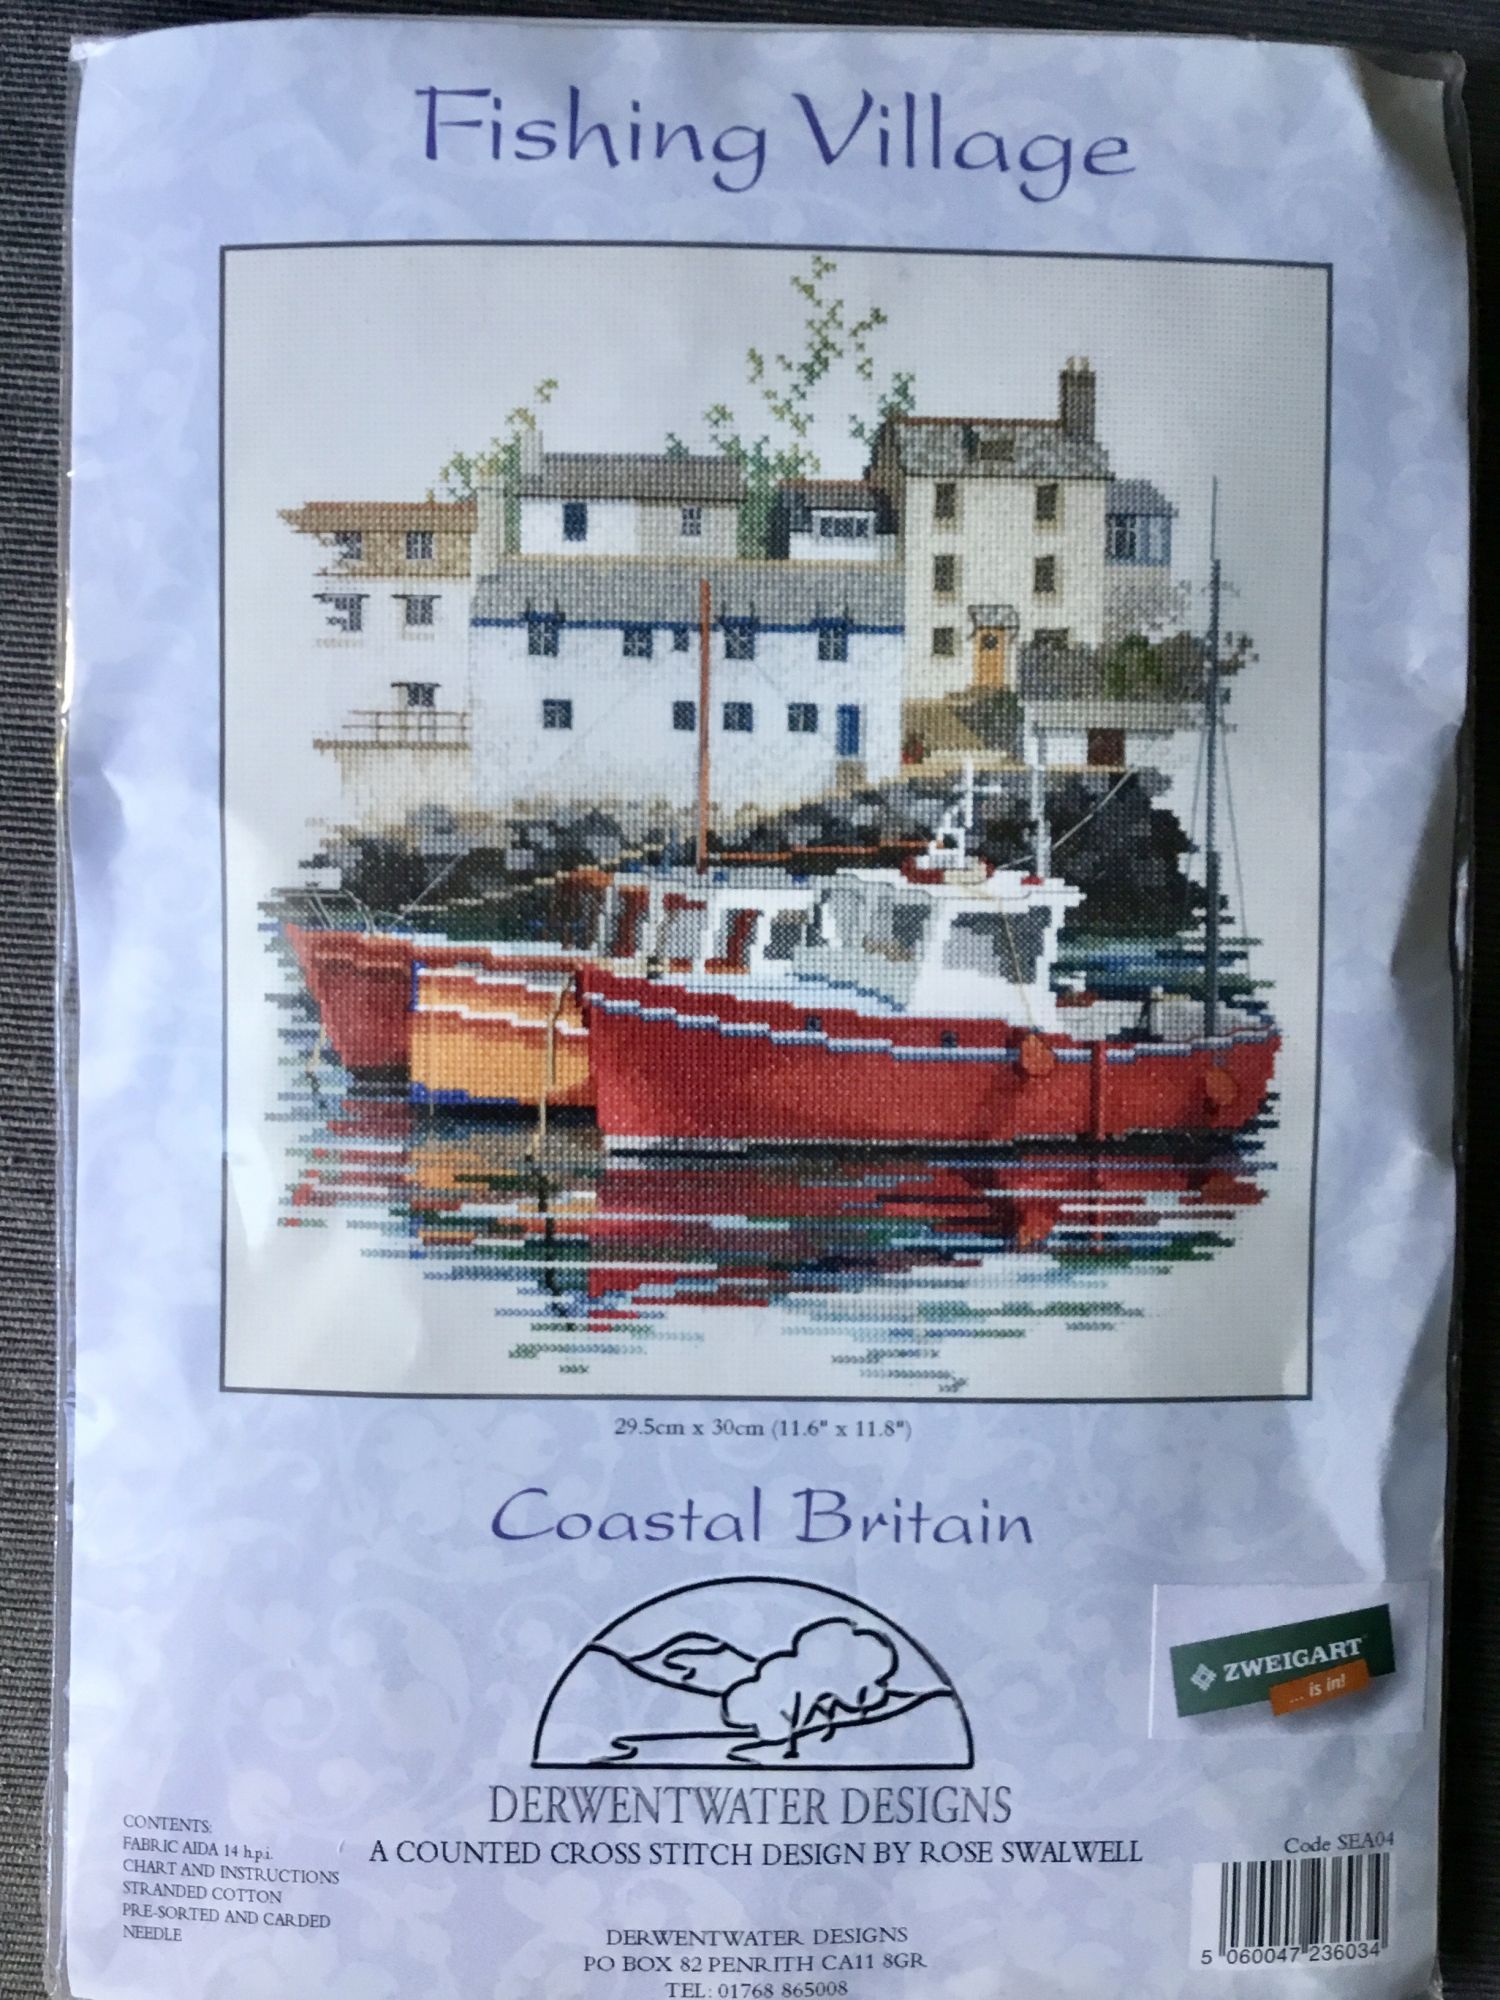 Fishing Village
29.5cm x 30cm (11.6" x 11.8")
Coastal Britain
ZWEIGART
... is in!
DERWENTWATER DESIGNS
A COUNTED CROSS STITCH DESIGN BY ROSE SWALWELL
CONTENTS:
FABRIC AIDA 14 h.p.i.
CHART AND INSTRUCTIONS
STRANDED COTTON
PRE-SORTED AND CARDED
NEEDLE
DERWENTWATER DESIGNS
PO BOX 82 PENRITH CA11 8GR
TEL: 01768 865008
Code SEA04
5 060047 236034